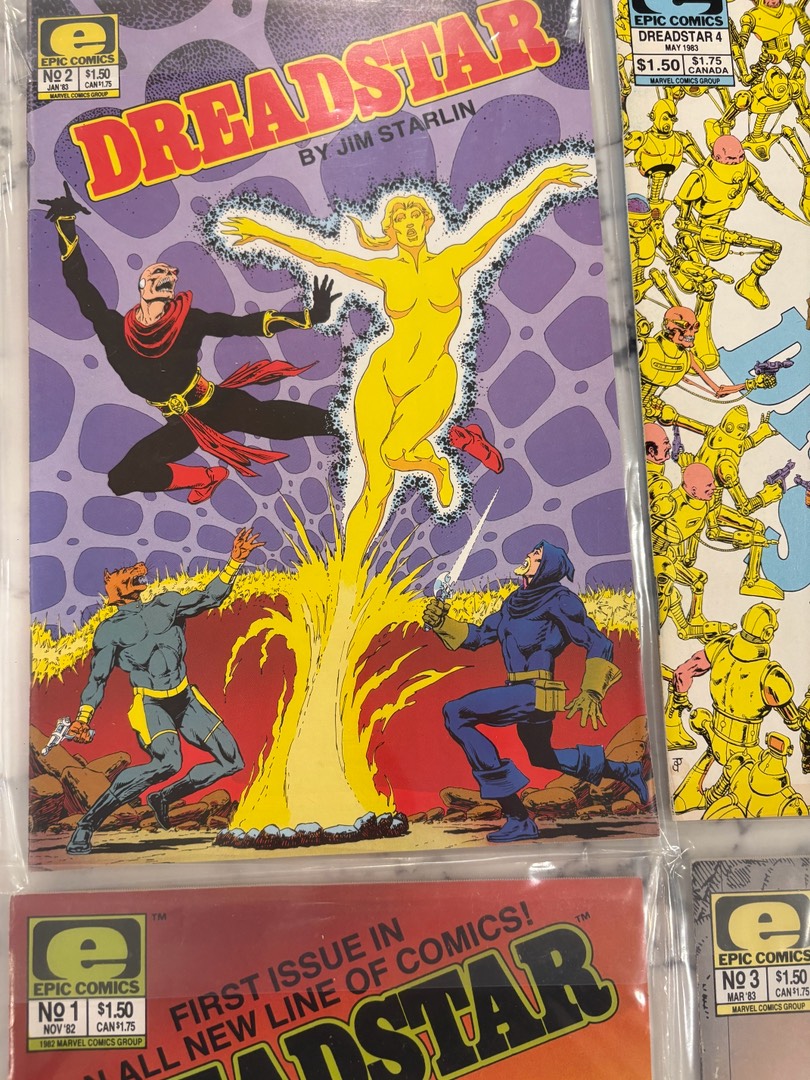 e
EPIC COMICS
No 2
JAN '83
$1.50
CAN $1.75
MARVEL COMICS GROUP
DREADSTAR
BY JIM STARLIN
EPIC COMICS
DREADSTAR 4
MAY 1983
$1.50
$1.75
CANADA
MARVEL COMICS GROUP
e
EPIC COMICS
TM
No 1
NOV '82
$1.50
CAN $1.75
1982 MARVEL COMICS GROUP
FIRST ISSUE IN
ALL NEW LINE OF COMICS!
EADSTAR
TM
e
EPIC COMICS
No 3
MAR '83
$1.50
CAN $1.75
MARVEL COMICS GROUP